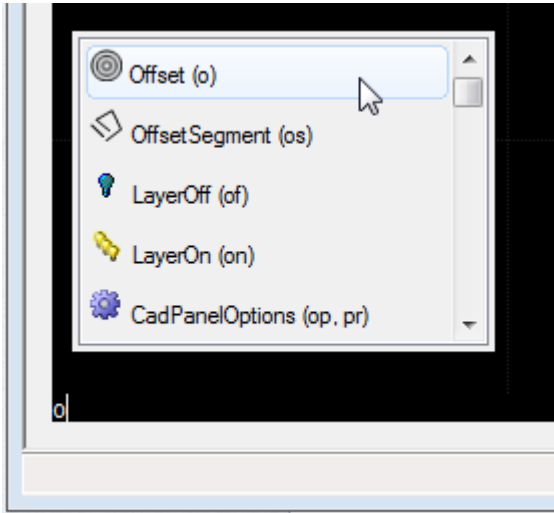 Offset (o)
OffsetSegment (os)
LayerOff (of)
LayerOn (on)
CadPanelOptions (op, pr)
o